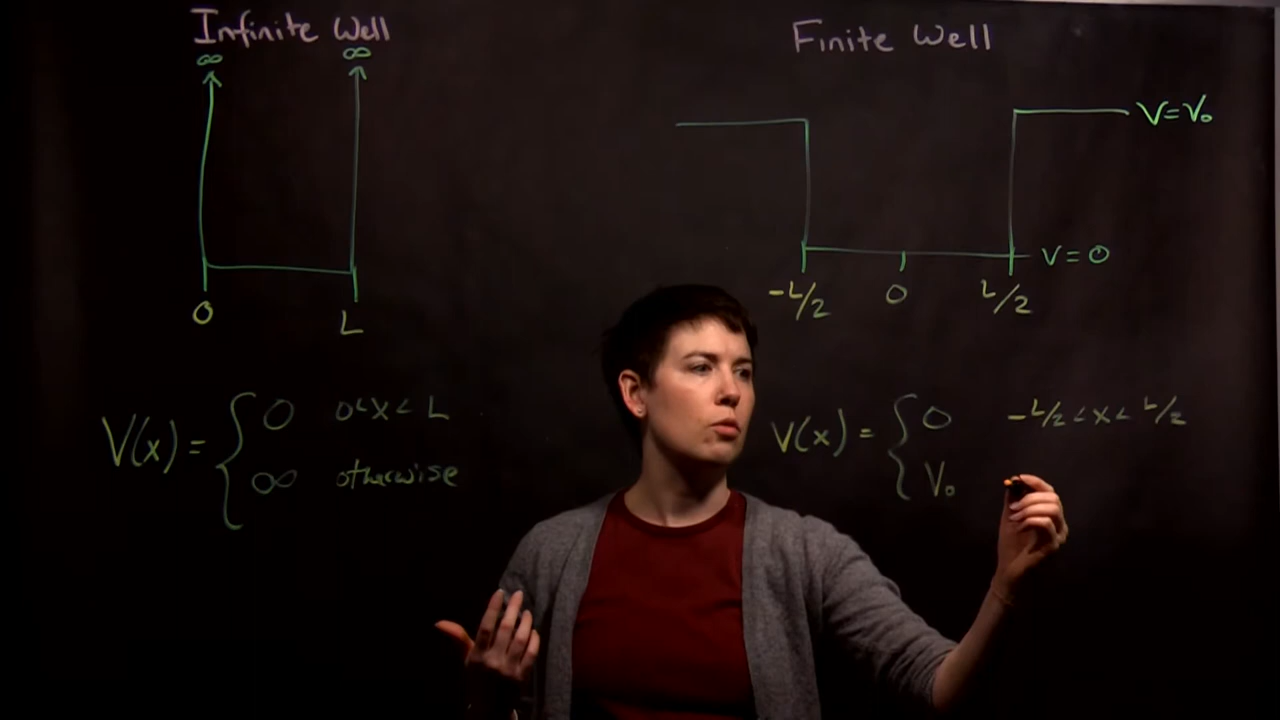 Infinite Well
∞ ∞
0 L
V(x) = { 0 0<x<L
∞ otherwise
Finite Well
V=V₀
V=0
-L/2 0 L/2
V(x) = { 0 -L/2<x<L/2
V₀